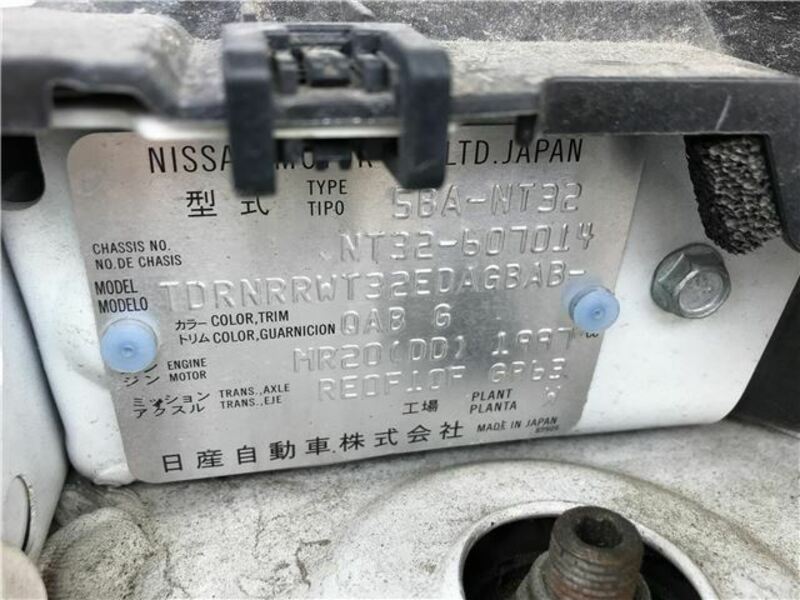 NISSAN MOTOR LTD. JAPAN
型式 TYPE TIPO 5BA-NT32
CHASSIS NO. NO. DE CHASIS NT32-607014
MODEL MODELO TDRNRRWT32EDAGBAB-
カラー COLOR, TRIM トリム COLOR, GUARNICION QAB G
ENGINE MOTOR MR20(DD) 1997 cc
ミッション TRANS., AXLE アクスル TRANS., EJE RE0F10F GP63
工場 PLANT PLANTA W
日産自動車株式会社 MADE IN JAPAN